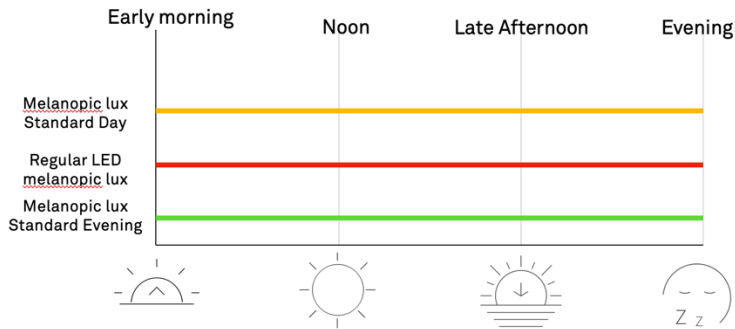 Early morning
Noon
Late Afternoon
Evening
Melanopic lux
Standard Day
Regular LED
melanopic lux
Melanopic lux
Standard Evening
Z z